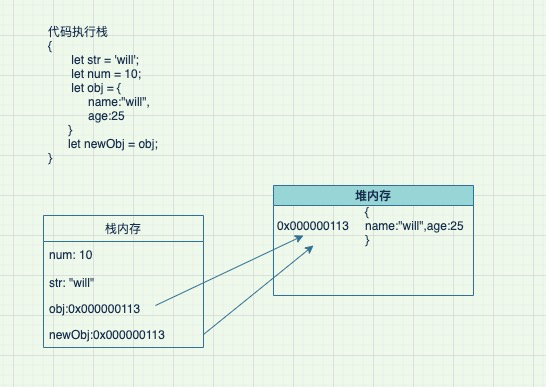 代码执行栈
{
let str = 'will';
let num = 10;
let obj = {
name:"will",
age:25
}
let newObj = obj;
}
堆内存
0x000000113
{
name:"will",age:25
}
栈内存
num: 10
str: "will"
obj:0x000000113
newObj:0x000000113